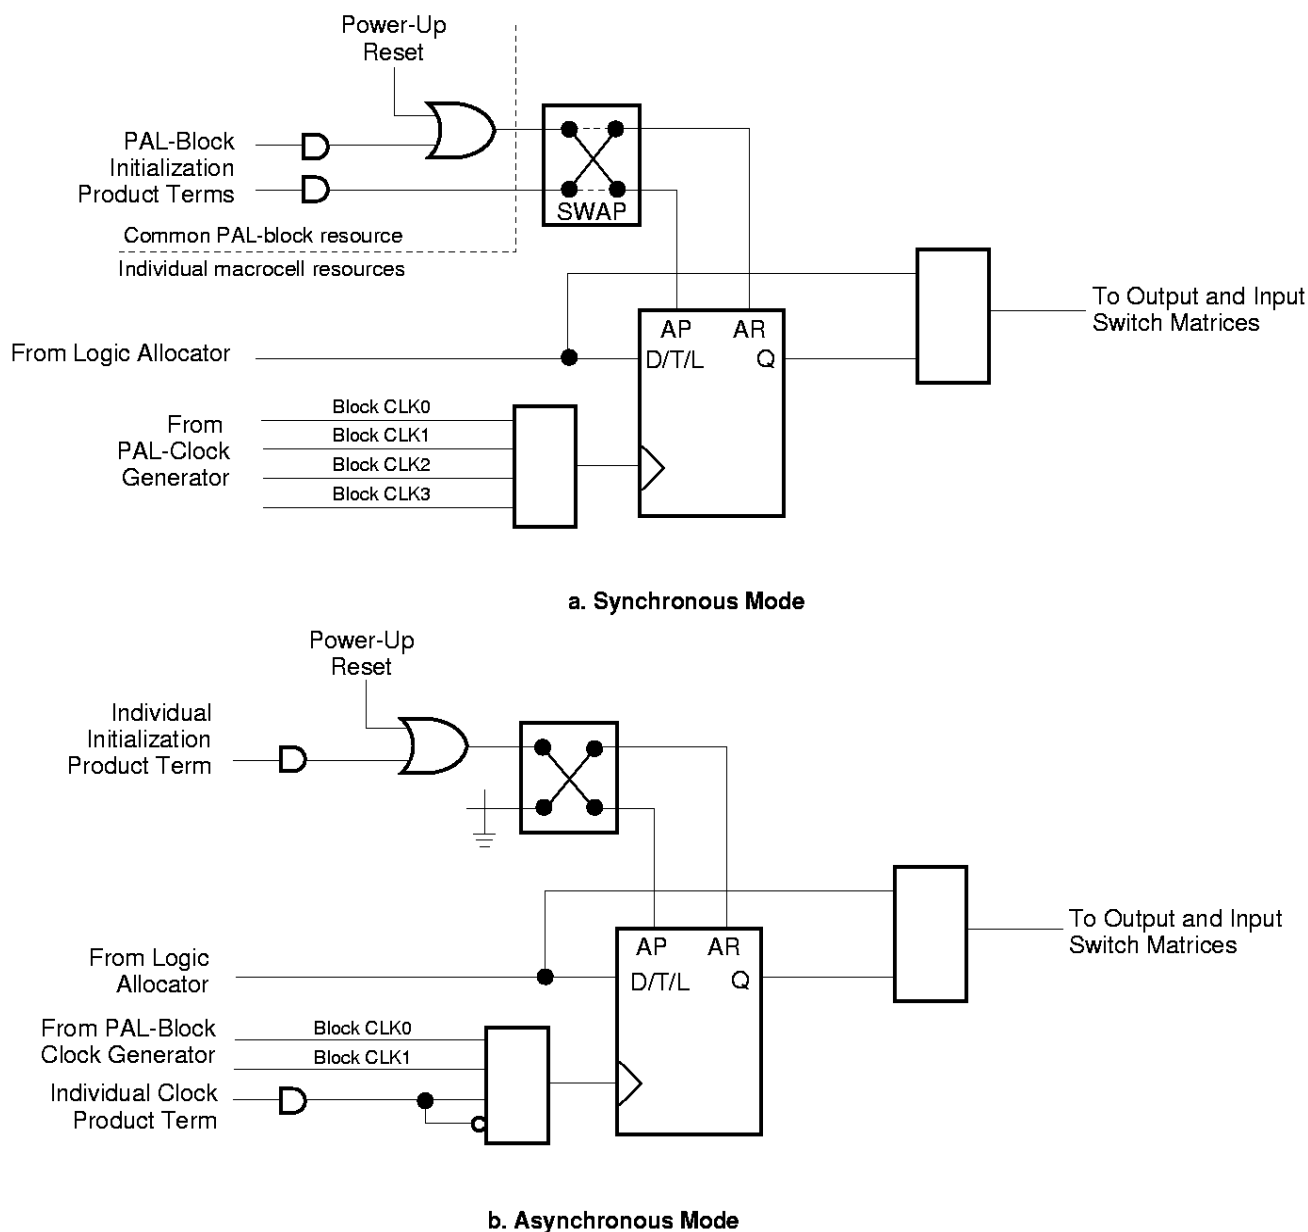 Power-Up
Reset
PAL-Block
Initialization
Product Terms
SWAP
Common PAL-block resource
Individual macrocell resources
To Output and Input
Switch Matrices
AP AR
From Logic Allocator
D/T/L Q
Block CLK0
From
PAL-Clock
Generator
Block CLK1
Block CLK2
Block CLK3
a. Synchronous Mode
Power-Up
Reset
Individual
Initialization
Product Term
To Output and Input
Switch Matrices
AP AR
From Logic
Allocator
D/T/L Q
From PAL-Block
Clock Generator
Block CLK0
Block CLK1
Individual Clock
Product Term
b. Asynchronous Mode